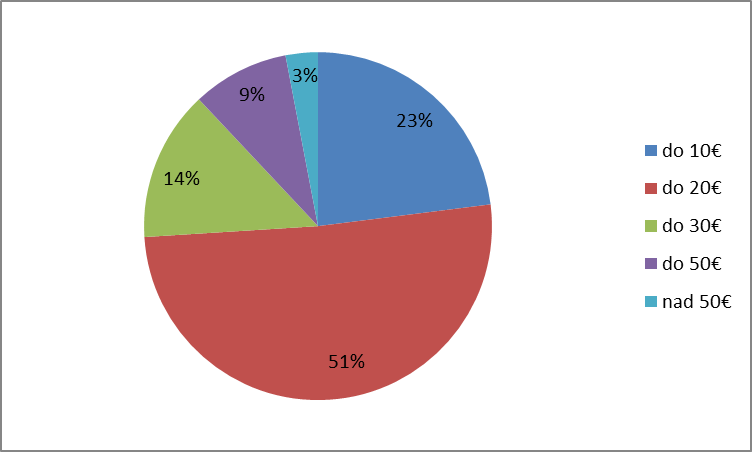 3%
9%
23%
14%
51%
do 10€
do 20€
do 30€
do 50€
nad 50€